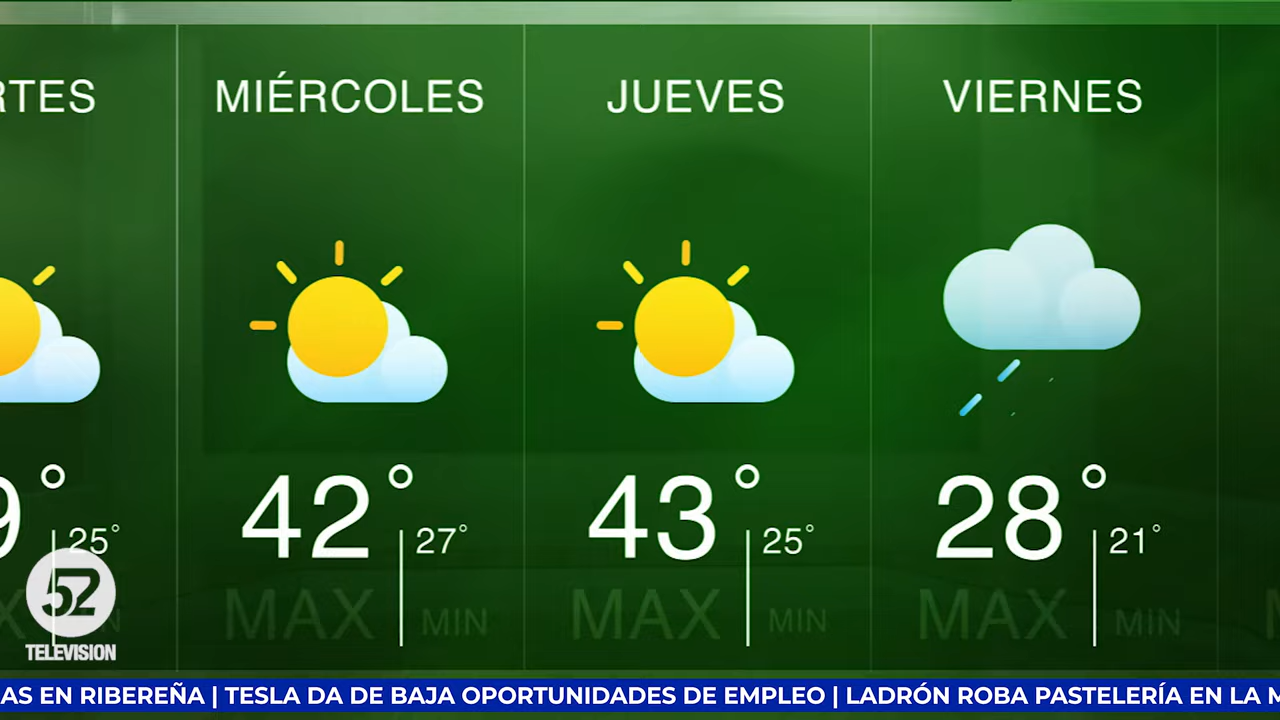 RTES
MIÉRCOLES
JUEVES
VIERNES
9° 25°
42° 27°
43° 25°
28° 21°
MAX MIN
MAX MIN
MAX MIN
52
TELEVISION
AS EN RIBEREÑA | TESLA DA DE BAJA OPORTUNIDADES DE EMPLEO | LADRÓN ROBA PASTELERÍA EN LA M